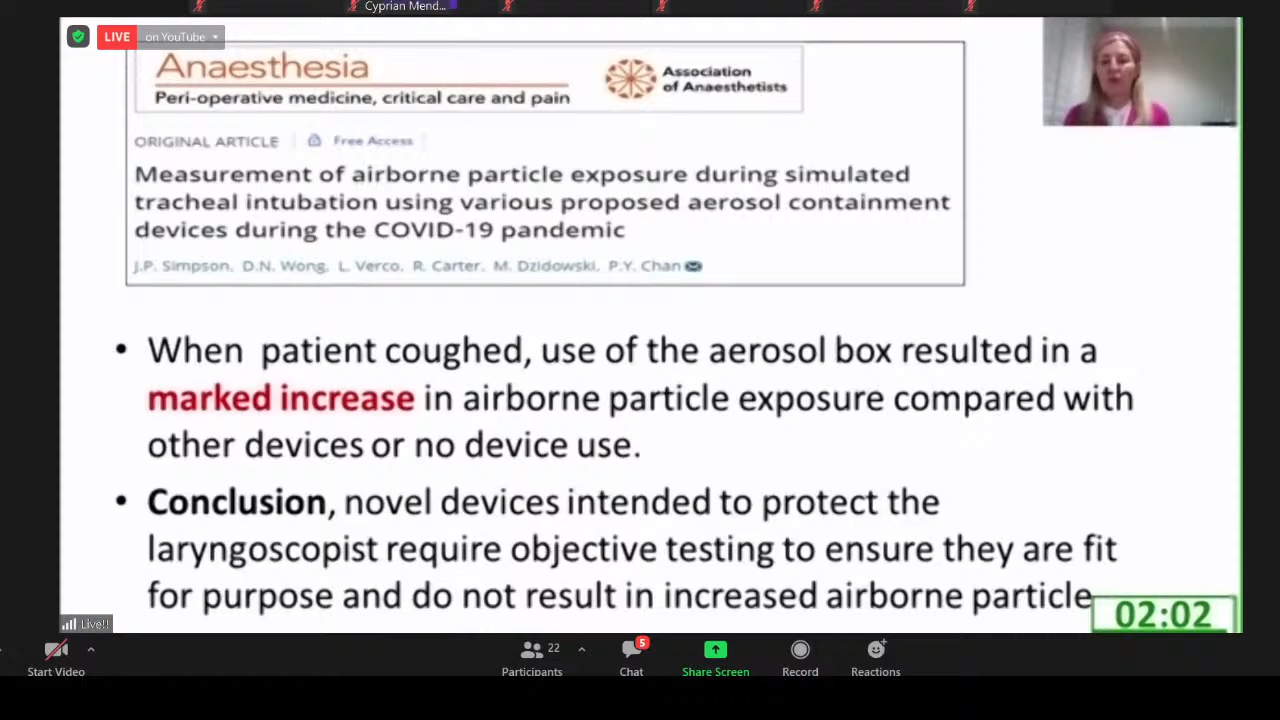 Cyprian Mend...
LIVE on YouTube
Anaesthesia
Peri-operative medicine, critical care and pain
Association
of Anaesthetists
ORIGINAL ARTICLE
Free Access
Measurement of airborne particle exposure during simulated
tracheal intubation using various proposed aerosol containment
devices during the COVID-19 pandemic
J.P. Simpson, D.N. Wong, L. Verco, R. Carter, M. Dzidowski, P.Y. Chan
• When patient coughed, use of the aerosol box resulted in a
marked increase in airborne particle exposure compared with
other devices or no device use.
• Conclusion, novel devices intended to protect the
laryngoscopist require objective testing to ensure they are fit
for purpose and do not result in increased airborne particle
02:02
Live!!
22
5
Start Video
Participants
Chat
Share Screen
Record
Reactions